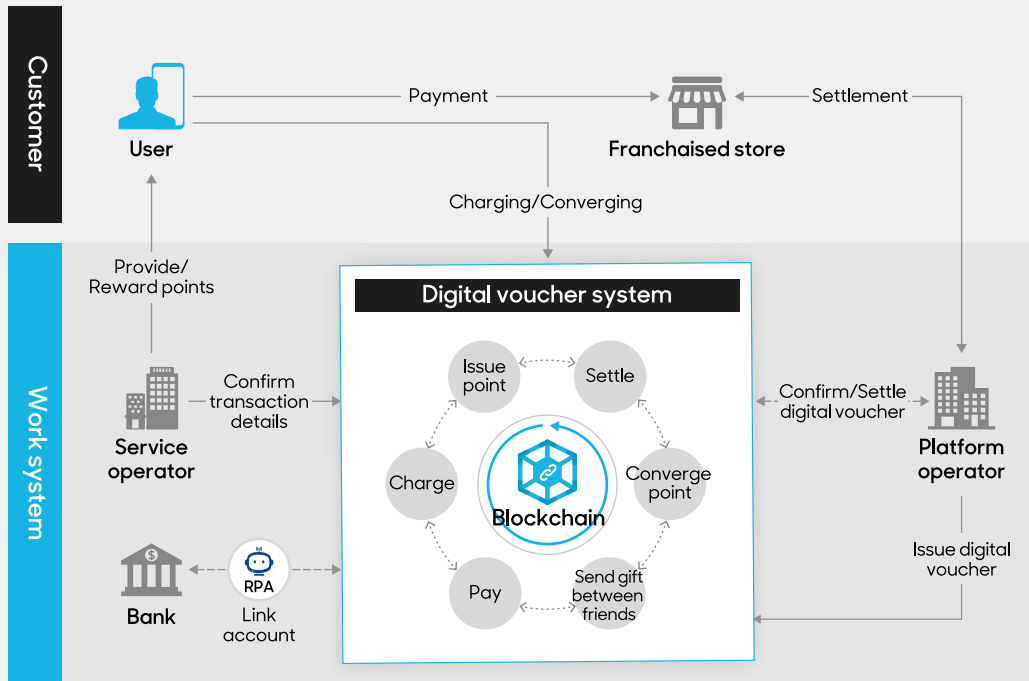 Customer
User
Payment
Franchaised store
Settlement
Charging/Converging
Work system
Provide/
Reward points
Service
operator
Confirm
transaction
details
Bank
RPA
Link
account
Digital voucher system
Issue
point
Settle
Charge
Blockchain
Converge
point
Pay
Send gift
between
friends
Confirm/Settle
digital voucher
Platform
operator
Issue digital
voucher